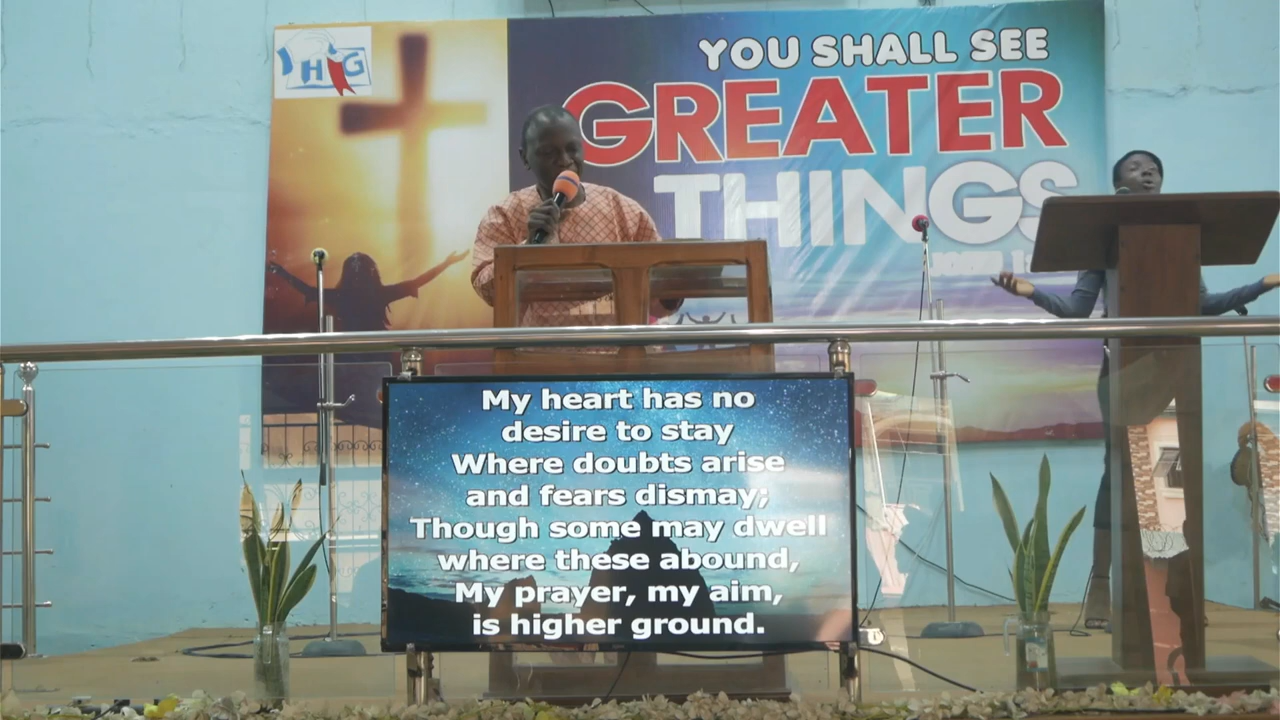 IHG
YOU SHALL SEE
GREATER
THINGS
My heart has no
desire to stay
Where doubts arise
and fears dismay;
Though some may dwell
where these abound,
My prayer, my aim,
is higher ground.